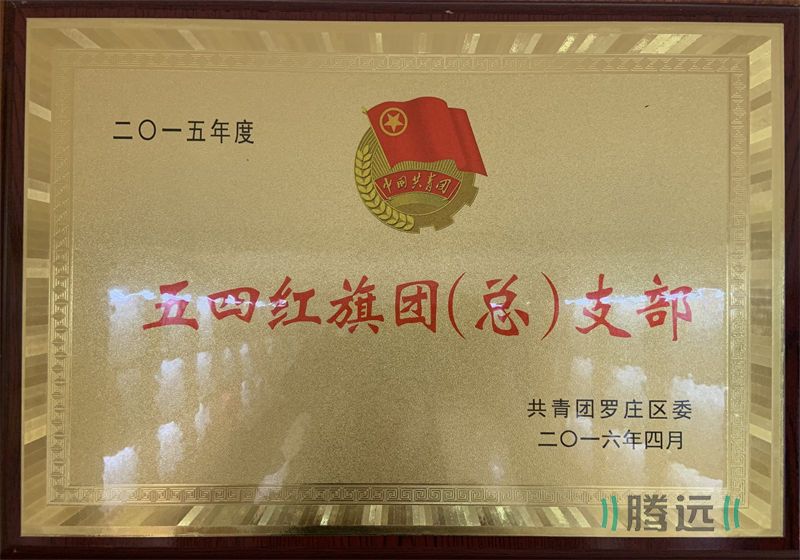 二〇一五年度
中国共青团
五四红旗团(总)支部
共青团罗庄区委
二〇一六年四月
腾远